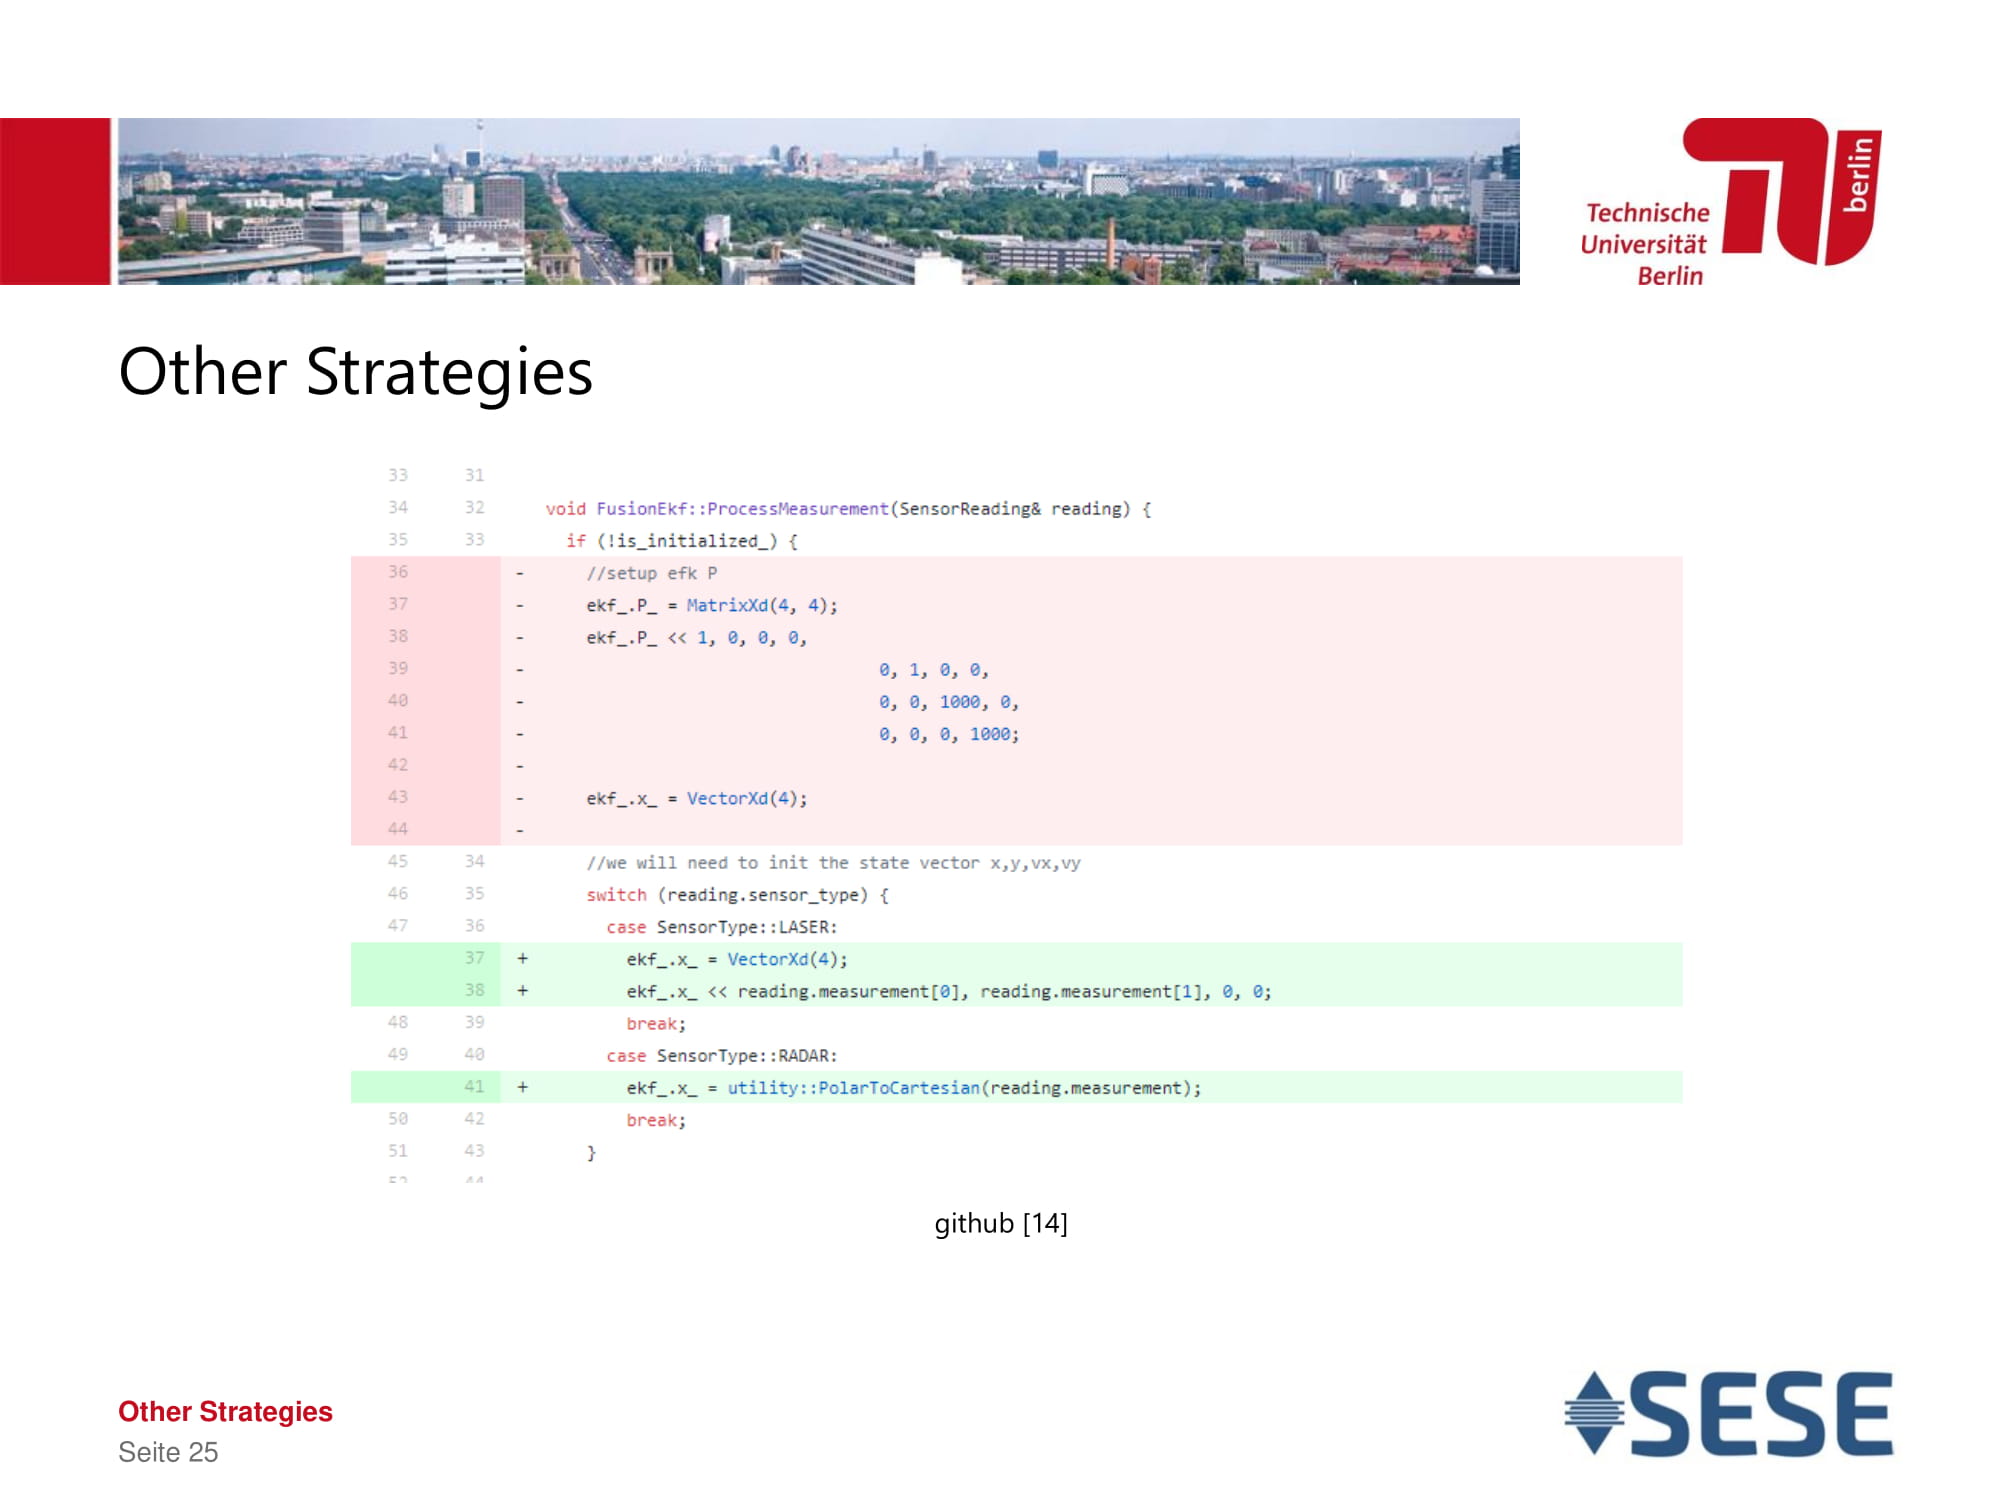 Technische
Universität
Berlin
berlin
Other Strategies
33 31
34 32 void FusionEkf::ProcessMeasurement(SensorReading& reading) {
35 33 if (!is_initialized_) {
36 - //setup efk P
37 - ekf_.P_ = MatrixXd(4, 4);
38 - ekf_.P_ << 1, 0, 0, 0,
39 - 0, 1, 0, 0,
40 - 0, 0, 1000, 0,
41 - 0, 0, 0, 1000;
42 -
43 - ekf_.x_ = VectorXd(4);
44 -
45 34 //we will need to init the state vector x,y,vx,vy
46 35 switch (reading.sensor_type) {
47 36 case SensorType::LASER:
37 + ekf_.x_ = VectorXd(4);
38 + ekf_.x_ << reading.measurement[0], reading.measurement[1], 0, 0;
48 39 break;
49 40 case SensorType::RADAR:
41 + ekf_.x_ = utility::PolarToCartesian(reading.measurement);
50 42 break;
51 43 }
52 44
github [14]
Other Strategies
Seite 25
SESE